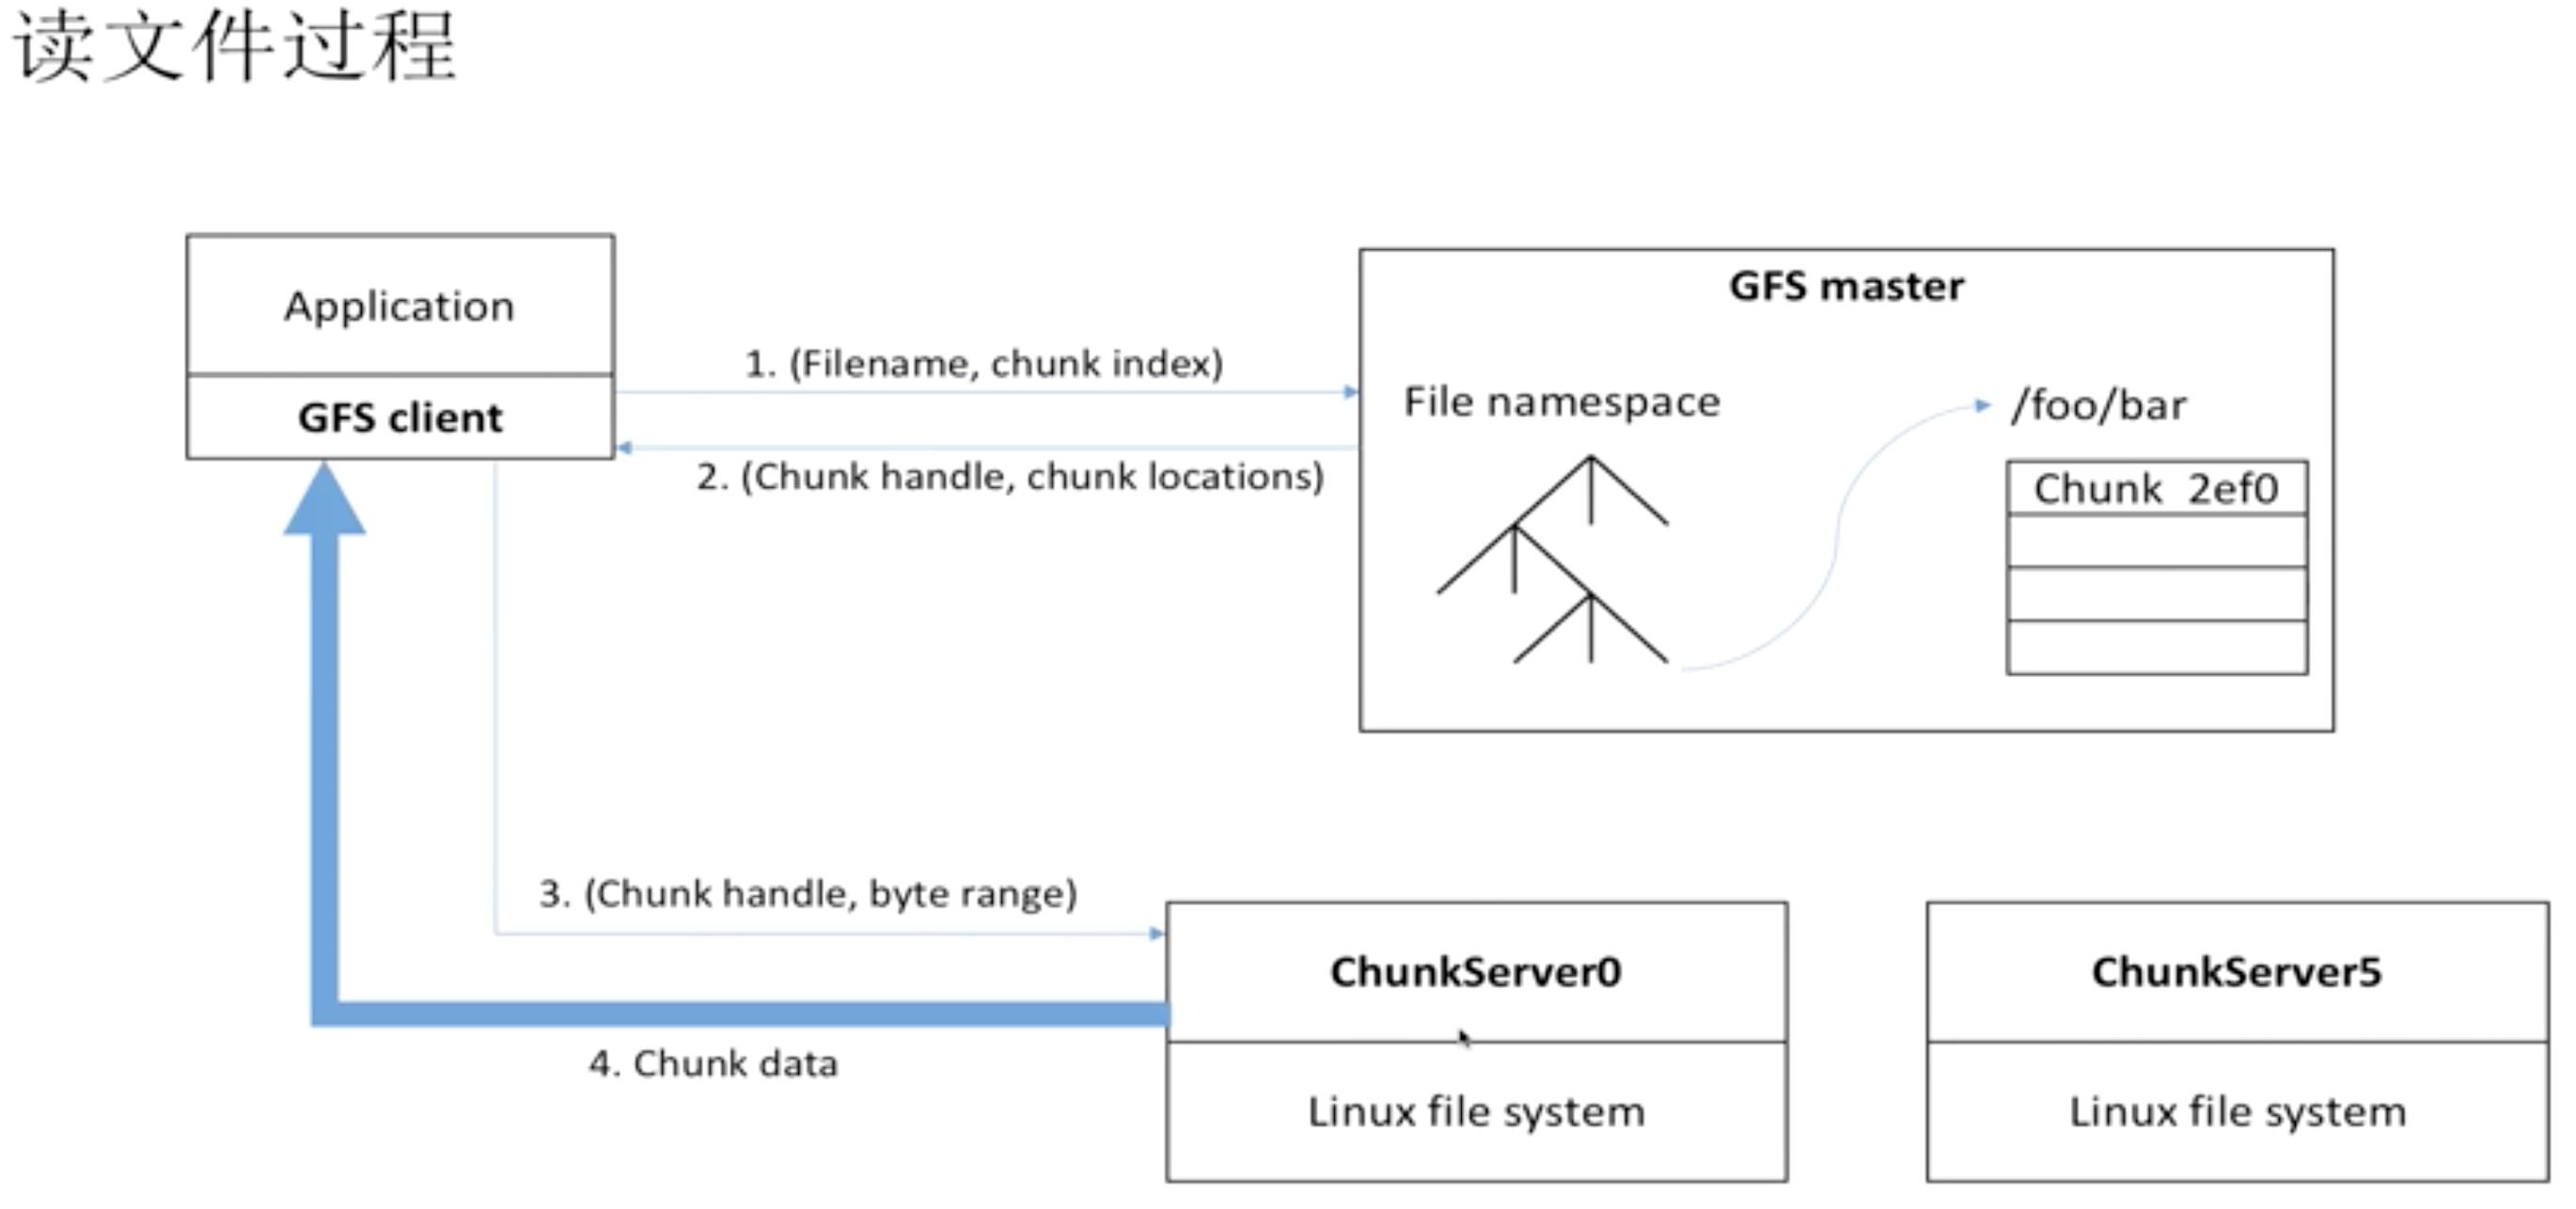 读文件过程
Application
GFS client
1. (Filename, chunk index)
2. (Chunk handle, chunk locations)
GFS master
File namespace
/foo/bar
Chunk 2ef0
3. (Chunk handle, byte range)
4. Chunk data
ChunkServer0
Linux file system
ChunkServer5
Linux file system